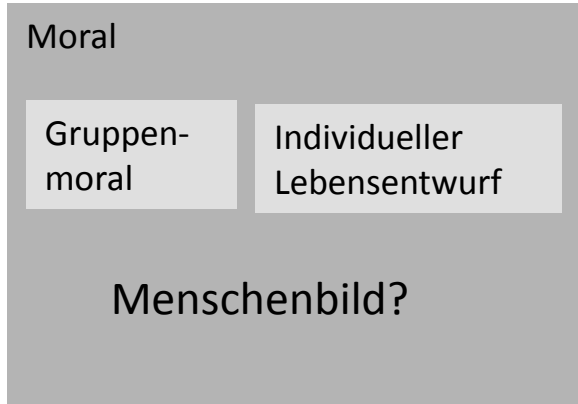 Moral
Gruppen-
moral
Individueller
Lebensentwurf
Menschenbild?